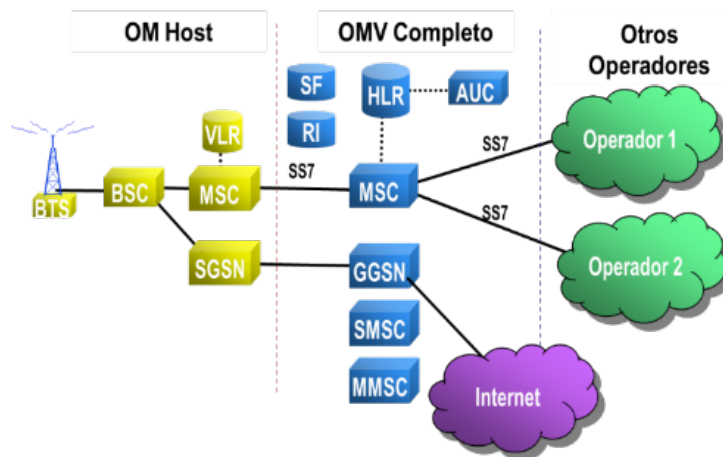 OM Host
OMV Completo
Otros
Operadores
SF
HLR
AUC
VLR
RI
SS7
Operador 1
BTS
BSC
MSC
SS7
MSC
SS7
SGSN
GGSN
Operador 2
SMSC
MMSC
Internet